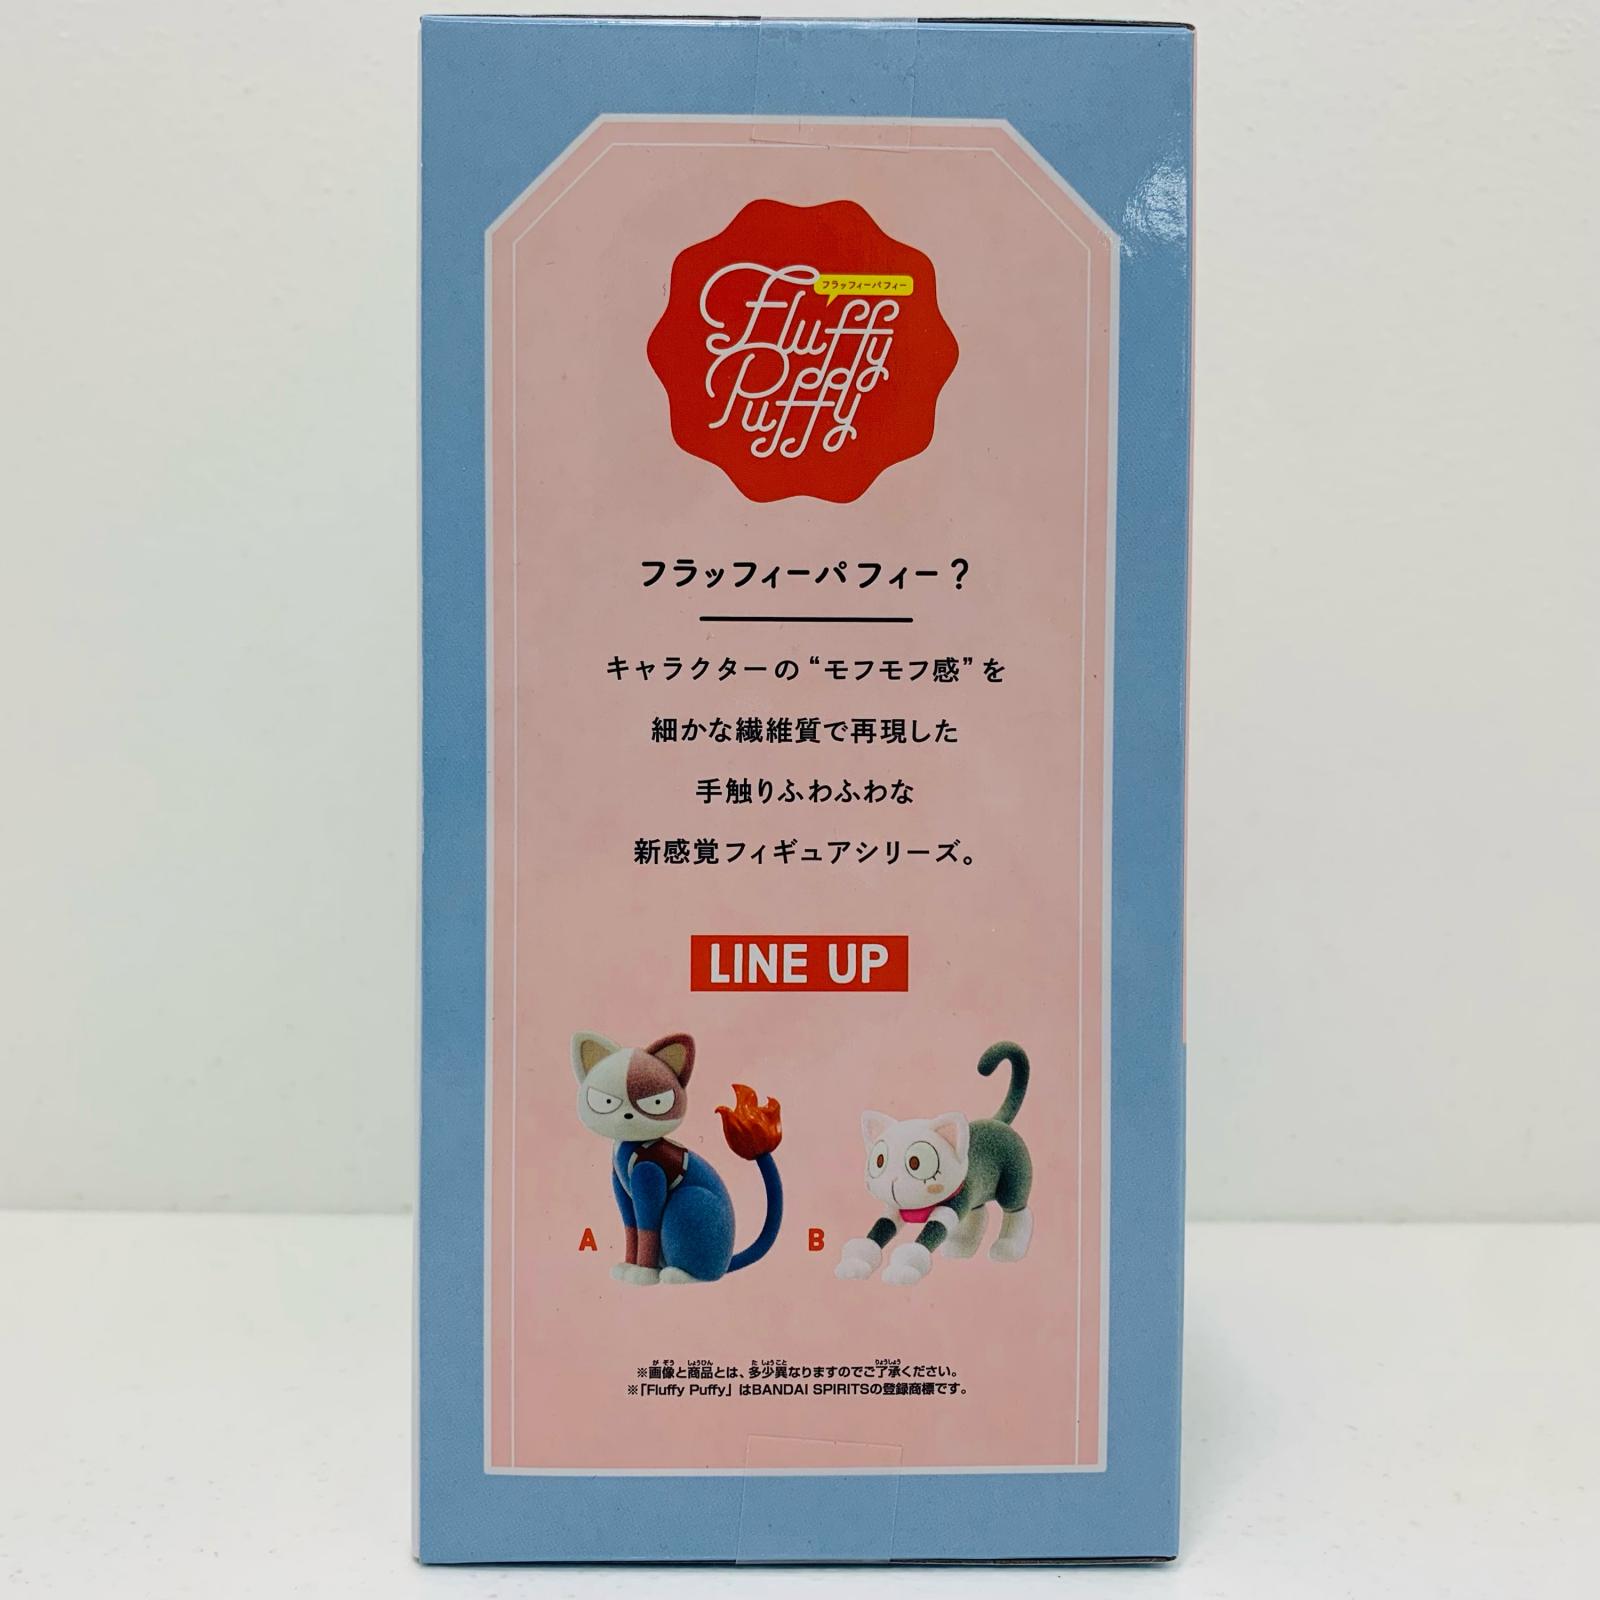 フラッフィーパフィー
Fluffy
Puffy
フラッフィーパフィー？
キャラクターの“モフモフ感”を
細かな繊維質で再現した
手触りふわふわな
新感覚フィギュアシリーズ。
LINE UP
A
B
※画像と商品とは、多少異なりますのでご了承ください。
※「Fluffy Puffy」はBANDAI SPIRITSの登録商標です。